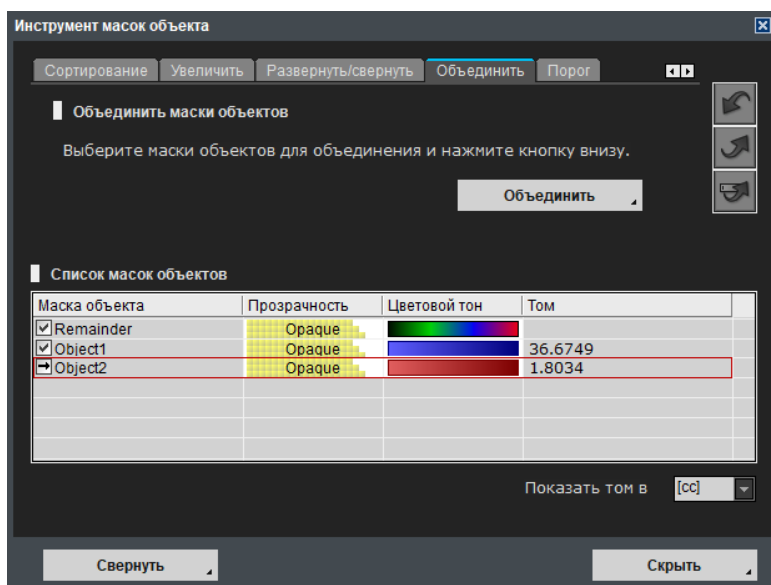 Инструмент масок объекта
Сортирование Увеличить Развернуть/свернуть Объединить Порог
Объединить маски объектов
Выберите маски объектов для объединения и нажмите кнопку внизу.
Объединить
Список масок объектов
Маска объекта Прозрачность Цветовой тон Том
Remainder Opaque
Object1 Opaque 36.6749
Object2 Opaque 1.8034
Показать том в [cc]
Свернуть Скрыть